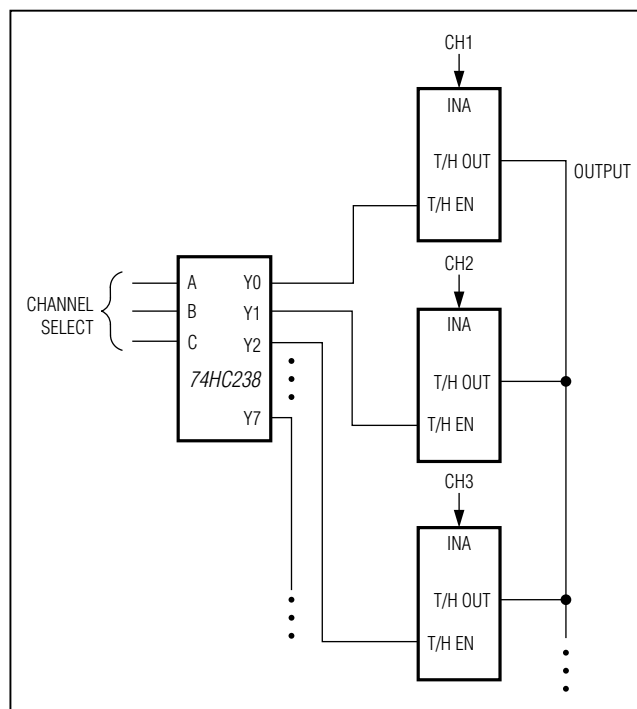 CH1
INA
T/H OUT
OUTPUT
T/H EN
CH2
INA
T/H OUT
T/H EN
CH3
INA
T/H OUT
T/H EN
CHANNEL
SELECT
A
B
C
Y0
Y1
Y2
74HC238
Y7